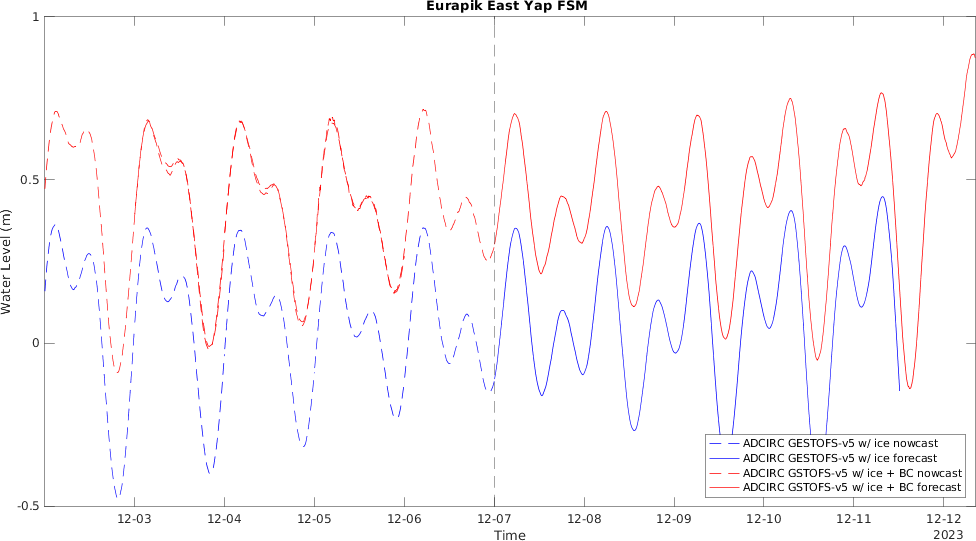 Eurapik East Yap FSM
Water Level (m)
1
0.5
0
-0.5
12-03
12-04
12-05
12-06
12-07
12-08
12-09
12-10
12-11
12-12
Time
2023
ADCIRC GESTOFS-v5 w/ ice nowcast
ADCIRC GESTOFS-v5 w/ ice forecast
ADCIRC GSTOFS-v5 w/ ice + BC nowcast
ADCIRC GSTOFS-v5 w/ ice + BC forecast